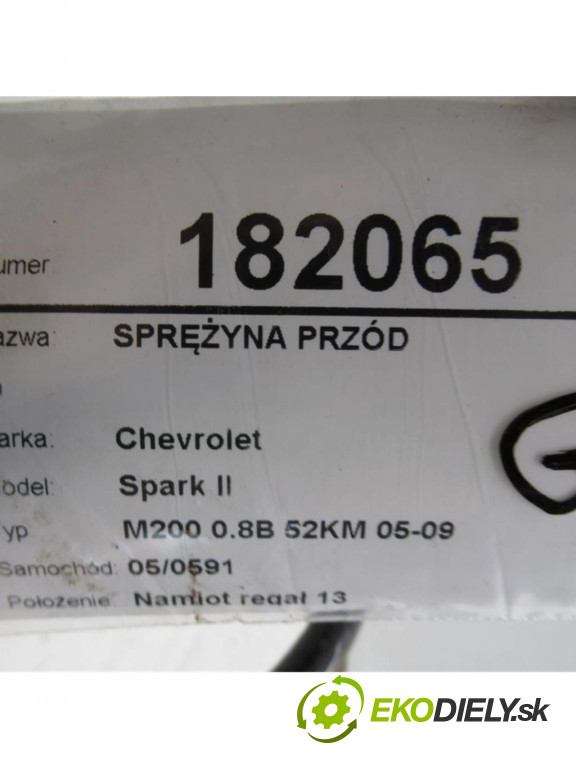 umer: 182065
azwa: SPRĘŻYNA PRZÓD
arka: Chevrolet
odel: Spark II
yp M200 0.8B 52KM 05-09
Samochód: 05/0591
Położenie: Namiot regał 13
EKODIELY.sk